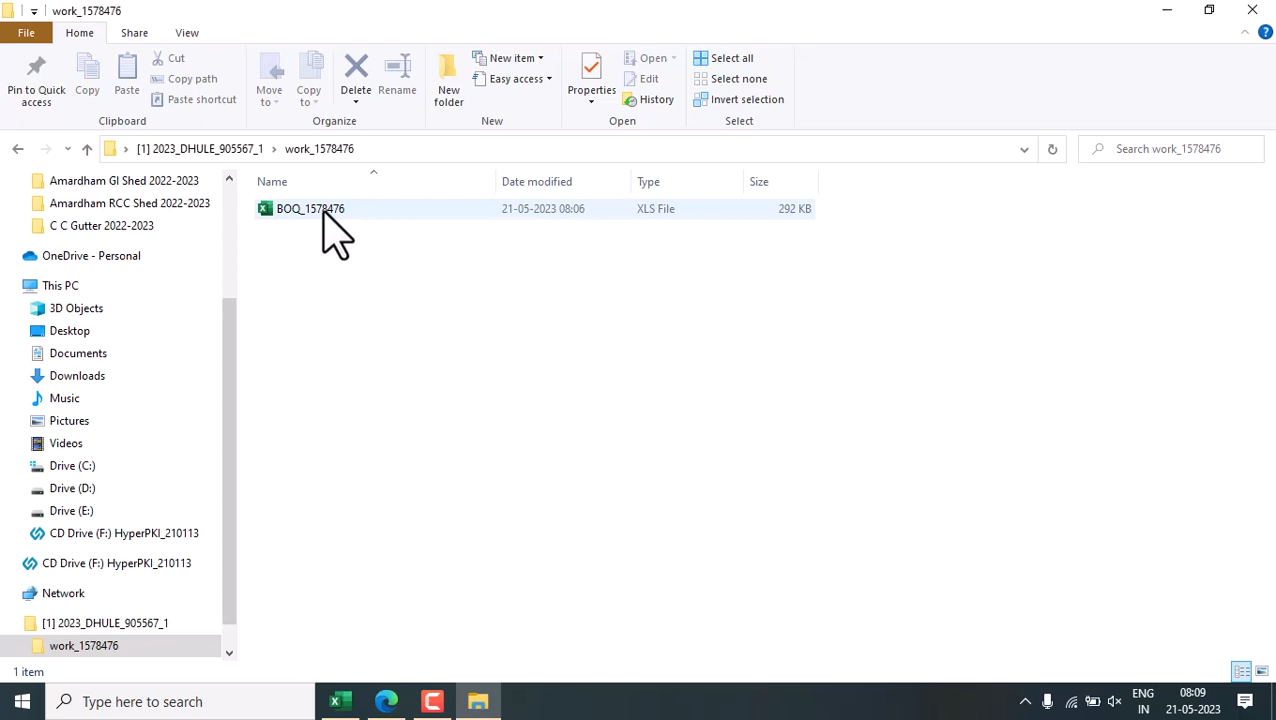 work_1578476
File Home Share View
Pin to Quick access
Copy
Paste
Cut
Copy path
Paste shortcut
Clipboard
Move to
Copy to
Delete
Rename
Organize
New folder
New item
Easy access
New
Properties
Open
Edit
History
Open
Select all
Select none
Invert selection
Select
[1] 2023_DHULE_905567_1 > work_1578476
Search work_1578476
Name Date modified Type Size
BOQ_1578476 21-05-2023 08:06 XLS File 292 KB
Amardham GI Shed 2022-2023
Amardham RCC Shed 2022-2023
C C Gutter 2022-2023
OneDrive - Personal
This PC
3D Objects
Desktop
Documents
Downloads
Music
Pictures
Videos
Drive (C:)
Drive (D:)
Drive (E:)
CD Drive (F:) HyperPKI_210113
CD Drive (F:) HyperPKI_210113
Network
[1] 2023_DHULE_905567_1
work_1578476
1 item
Type here to search
ENG
IN
08:09
21-05-2023